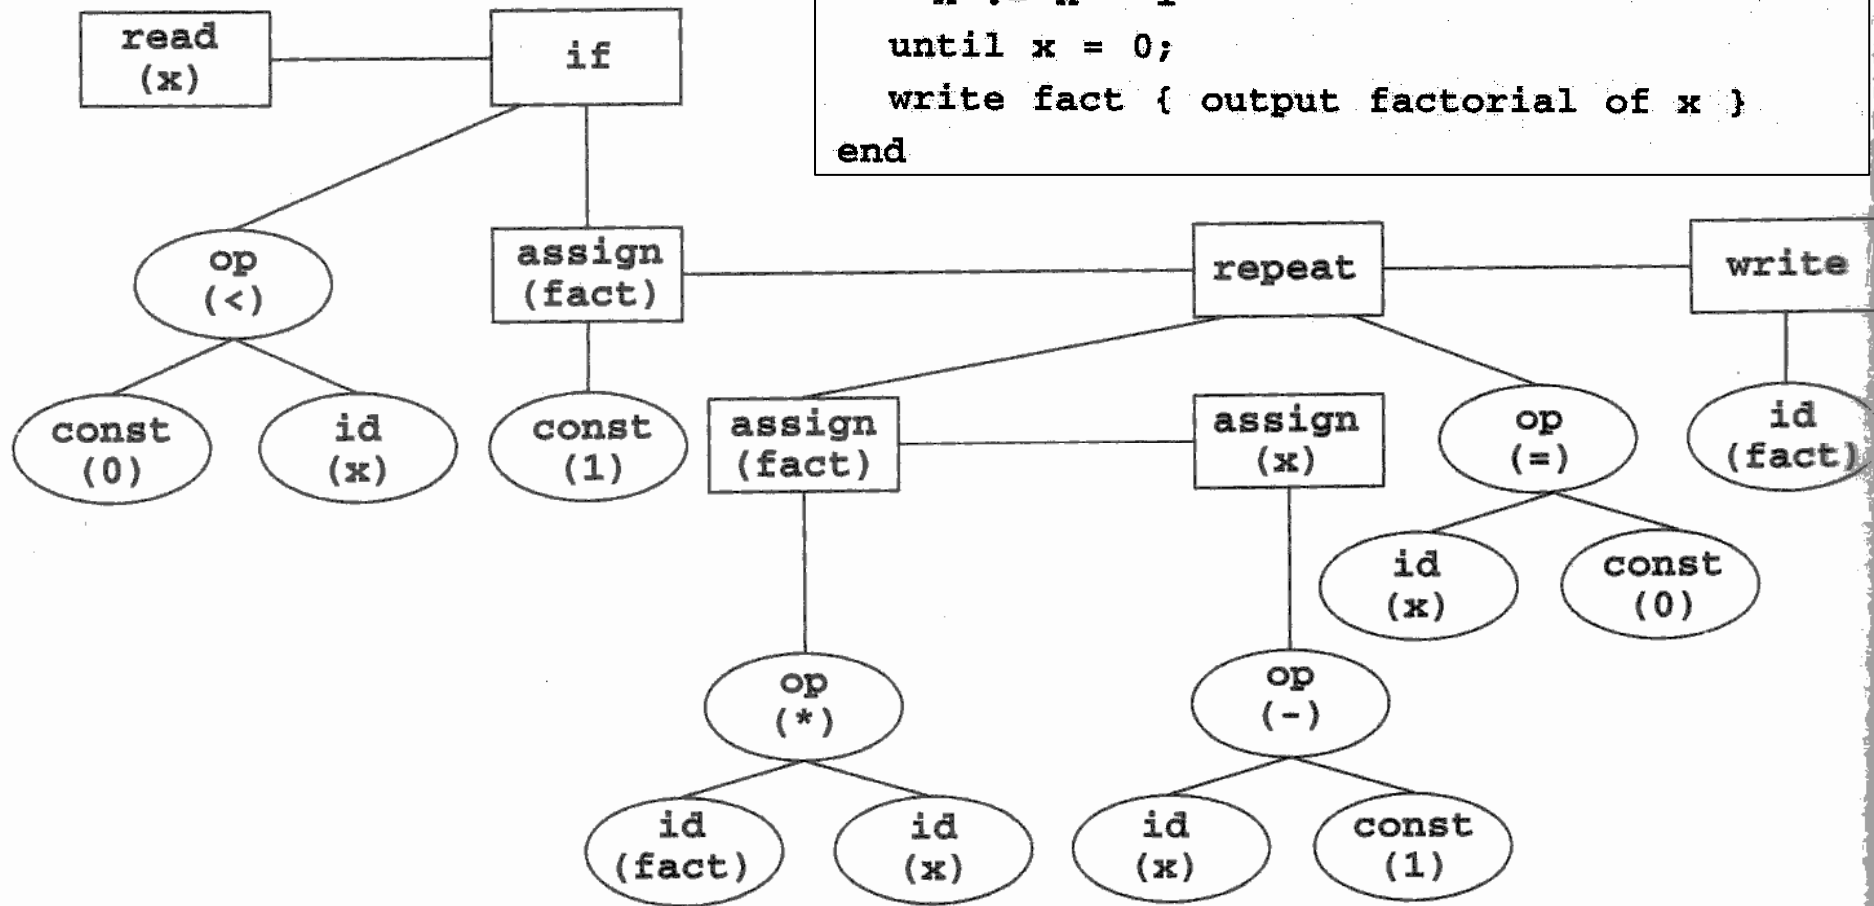 until x = 0;
write fact { output factorial of x }
end
read
(x)
if
op
(<)
assign
(fact)
repeat
write
const
(0)
id
(x)
const
(1)
assign
(fact)
assign
(x)
op
(=)
id
(fact)
id
(x)
const
(0)
op
(*)
op
(-)
id
(fact)
id
(x)
id
(x)
const
(1)